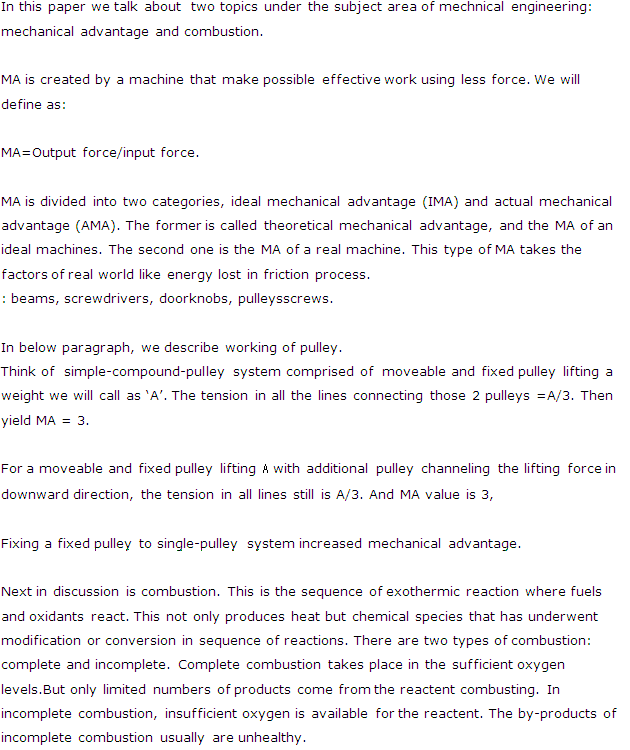 In this paper we talk about two topics under the subject area of mechnical engineering:
mechanical advantage and combustion.
MA is created by a machine that make possible effective work using less force. We will
define as:
MA=Output force/input force.
MA is divided into two categories, ideal mechanical advantage (IMA) and actual mechanical
advantage (AMA). The former is called theoretical mechanical advantage, and the MA of an
ideal machines. The second one is the MA of a real machine. This type of MA takes the
factors of real world like energy lost in friction process.
: beams, screwdrivers, doorknobs, pulleysscrews.
In below paragraph, we describe working of pulley.
Think of simple-compound-pulley system comprised of moveable and fixed pulley lifting a
weight we will call as ‘A’. The tension in all the lines connecting those 2 pulleys =A/3. Then
yield MA = 3.
For a moveable and fixed pulley lifting A with additional pulley channeling the lifting force in
downward direction, the tension in all lines still is A/3. And MA value is 3,
Fixing a fixed pulley to single-pulley system increased mechanical advantage.
Next in discussion is combustion. This is the sequence of exothermic reaction where fuels
and oxidants react. This not only produces heat but chemical species that has underwent
modification or conversion in sequence of reactions. There are two types of combustion:
complete and incomplete. Complete combustion takes place in the sufficient oxygen
levels.But only limited numbers of products come from the reactent combusting. In
incomplete combustion, insufficient oxygen is available for the reactent. The by-products of
incomplete combustion usually are unhealthy.